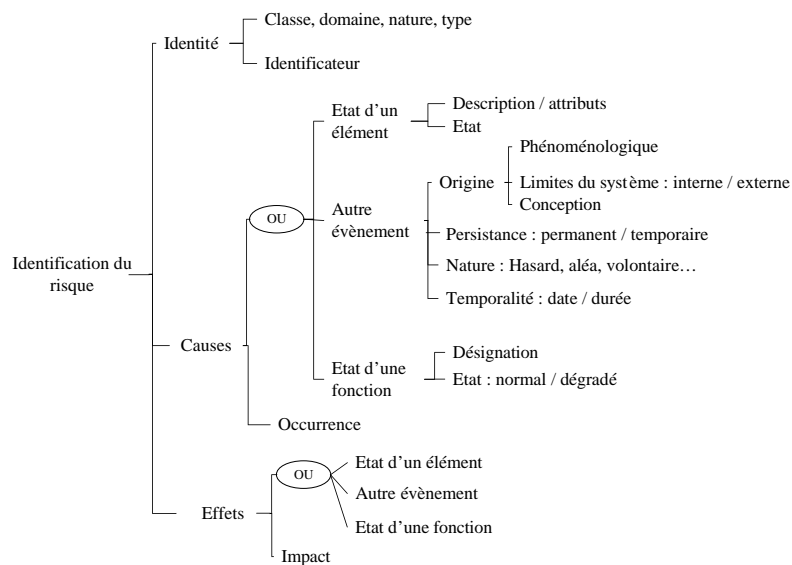 Classe, domaine, nature, type
Identité
Identificateur
Etat d'un
élément
Description / attributs
Etat
Phénoménologique
Origine
Limites du système : interne / externe
Conception
OU
Autre
évènement
Persistance : permanent / temporaire
Identification du
risque
Nature : Hasard, aléa, volontaire…
Temporalité : date / durée
Causes
Etat d'une
fonction
Désignation
Etat : normal / dégradé
Occurrence
OU
Etat d'un élément
Autre évènement
Effets
Etat d'une fonction
Impact